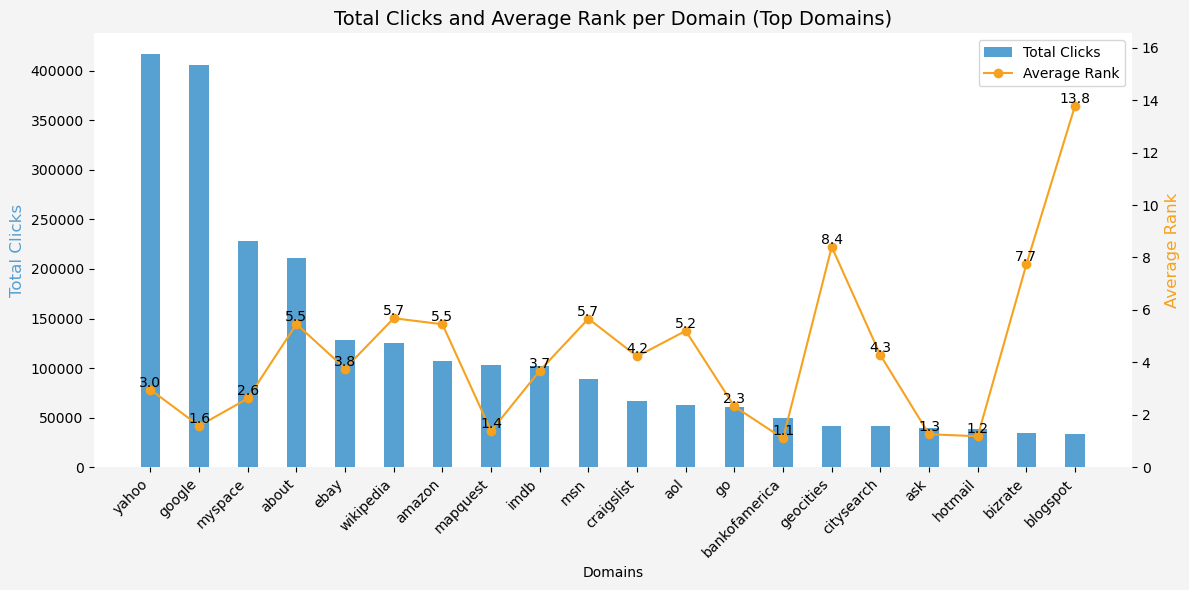 Total Clicks and Average Rank per Domain (Top Domains)
Total Clicks
Average Rank
400000
350000
300000
250000
200000
150000
100000
50000
0
Total Clicks
16
14
12
10
8
6
4
2
0
Average Rank
3.0
1.6
2.6
5.5
3.8
5.7
5.5
1.4
3.7
5.7
4.2
5.2
2.3
1.1
8.4
4.3
1.3
1.2
7.7
13.8
yahoo
google
myspace
about
ebay
wikipedia
amazon
mapquest
imdb
msn
craigslist
aol
go
bankofamerica
geocities
citysearch
ask
hotmail
bizrate
blogspot
Domains